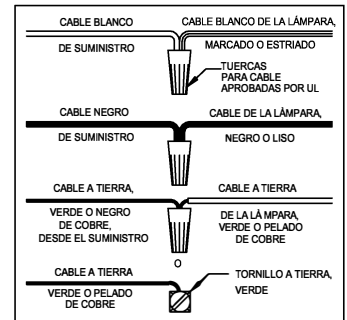 CABLE BLANCO
DE SUMINISTRO
CABLE BLANCO DE LA LÁMPARA,
MARCADO O ESTRIADO
TUERCAS
PARA CABLE
APROBADAS POR UL
CABLE NEGRO
DE SUMINISTRO
CABLE DE LA LÁMPARA,
NEGRO O LISO
CABLE A TIERRA,
VERDE O NEGRO
DE COBRE,
DESDE EL SUMINISTRO
CABLE A TIERRA
DE LA LÁ MPARA,
VERDE O PELADO
DE COBRE
O
CABLE A TIERRA
VERDE O PELADO
DE COBRE
TORNILLO A TIERRA,
VERDE